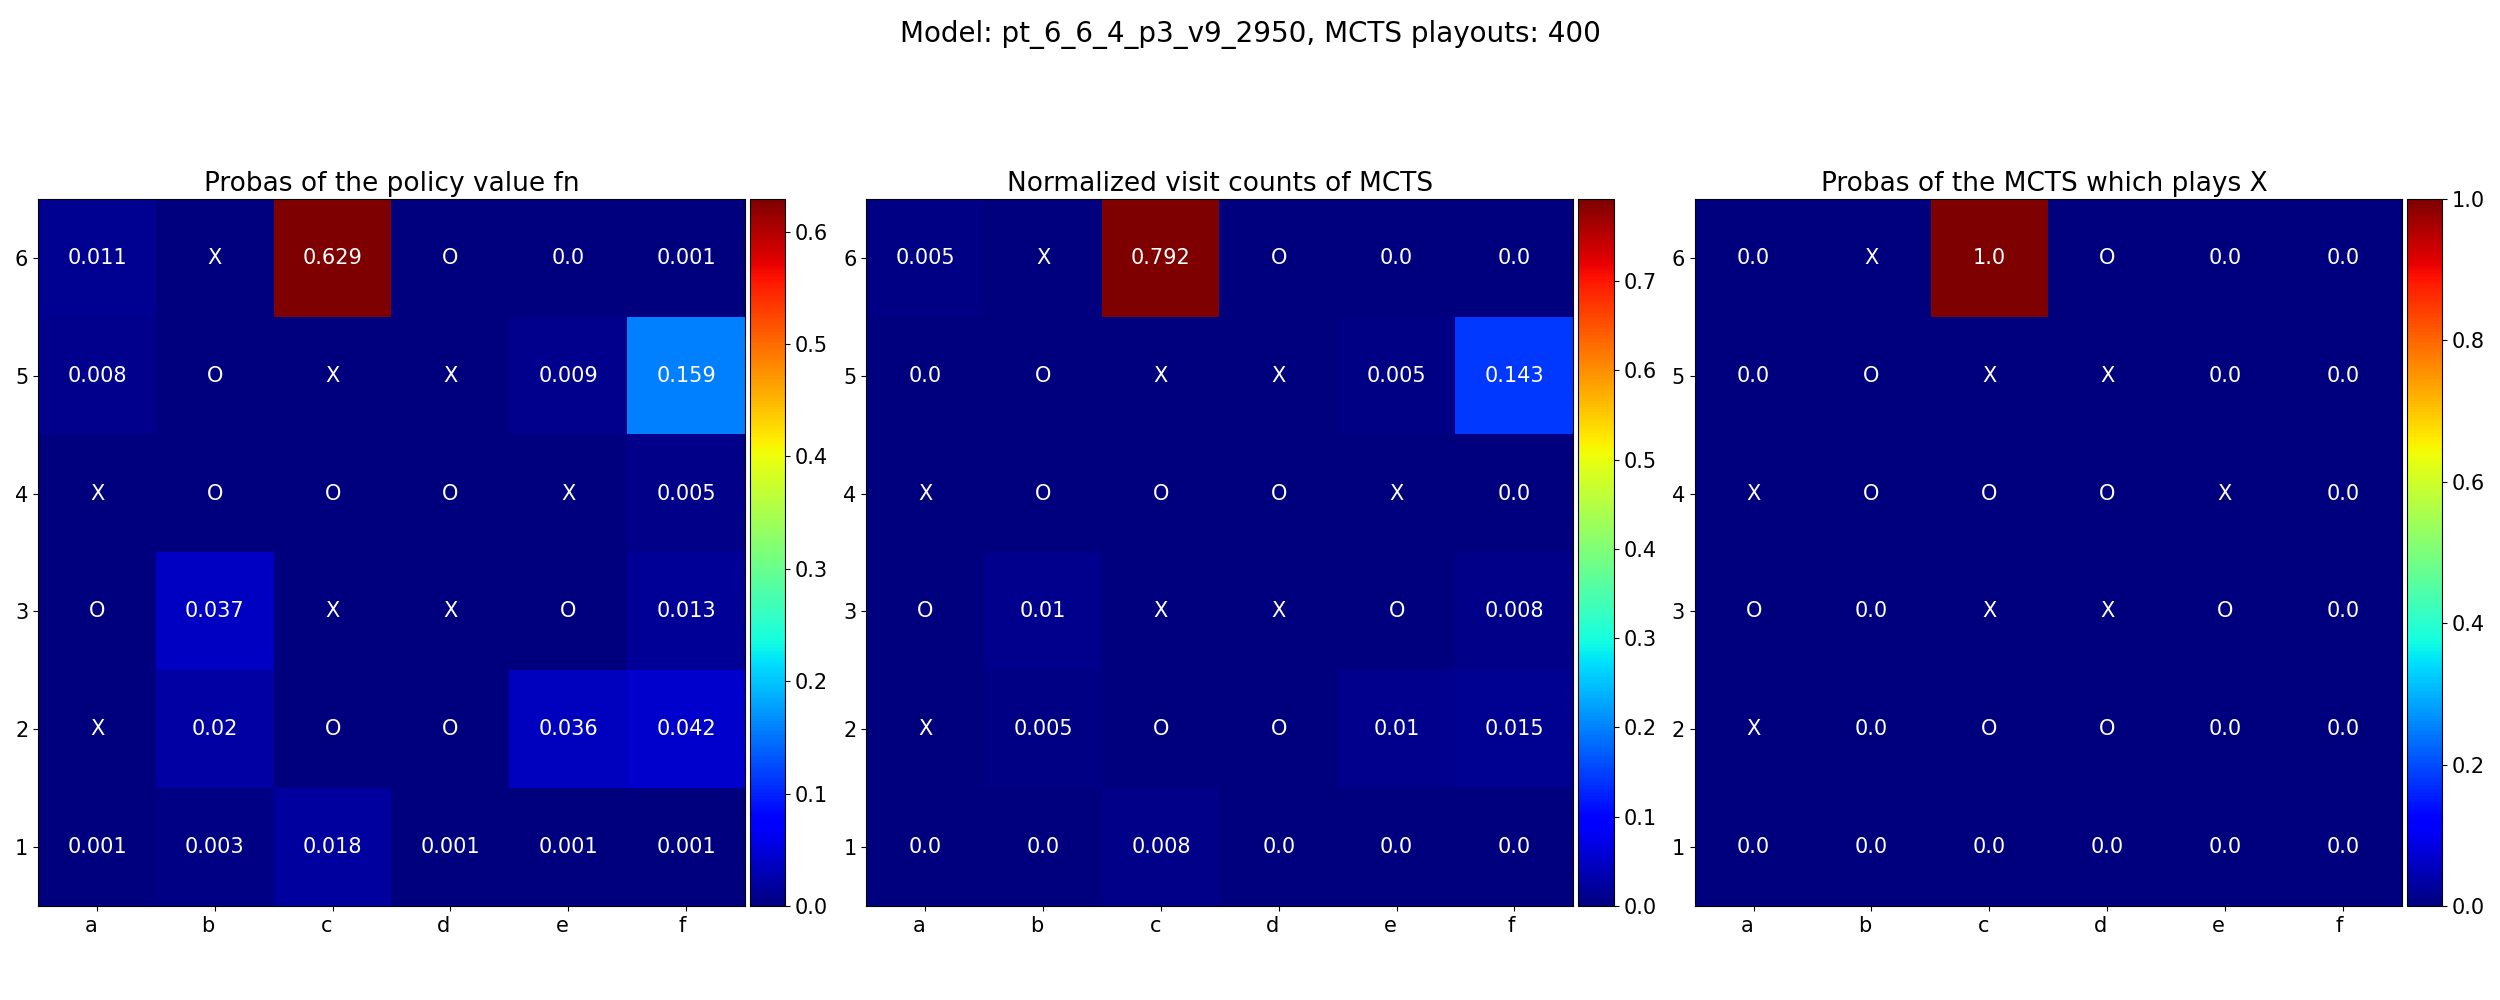 Model: pt_6_6_4_p3_v9_2950, MCTS playouts: 400
Probas of the policy value fn
6 0.011 X 0.629 O 0.0 0.001
5 0.008 O X X 0.009 0.159
4 X O O O X 0.005
3 O 0.037 X X O 0.013
2 X 0.02 O O 0.036 0.042
1 0.001 0.003 0.018 0.001 0.001 0.001
a b c d e f
0.6
0.5
0.4
0.3
0.2
0.1
0.0
Normalized visit counts of MCTS
6 0.005 X 0.792 O 0.0 0.0
5 0.0 O X X 0.005 0.143
4 X O O O X 0.0
3 O 0.01 X X O 0.008
2 X 0.005 O O 0.01 0.015
1 0.0 0.0 0.008 0.0 0.0 0.0
a b c d e f
0.7
0.6
0.5
0.4
0.3
0.2
0.1
0.0
Probas of the MCTS which plays X
6 0.0 X 1.0 O 0.0 0.0
5 0.0 O X X 0.0 0.0
4 X O O O X 0.0
3 O 0.0 X X O 0.0
2 X 0.0 O O 0.0 0.0
1 0.0 0.0 0.0 0.0 0.0 0.0
a b c d e f
1.0
0.8
0.6
0.4
0.2
0.0